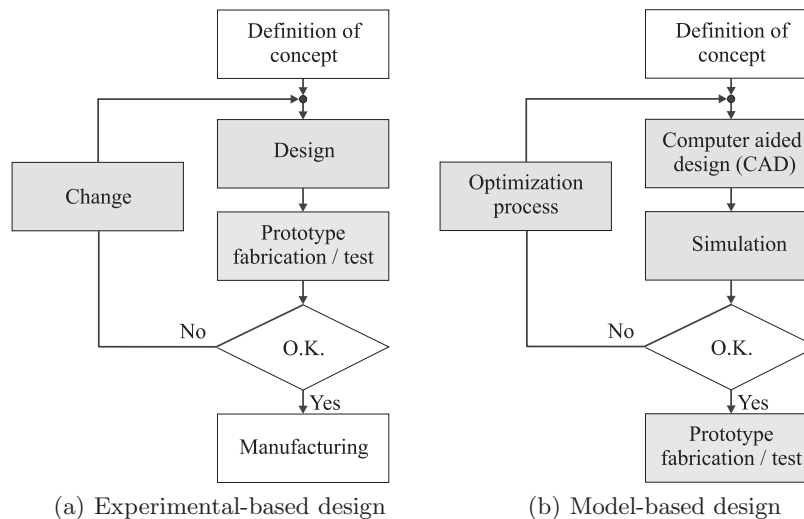 Definition of
concept
Design
Change
Prototype
fabrication / test
No
O.K.
Yes
Manufacturing
(a) Experimental-based design
Definition of
concept
Computer aided
design (CAD)
Optimization
process
Simulation
No
O.K.
Yes
Prototype
fabrication / test
(b) Model-based design